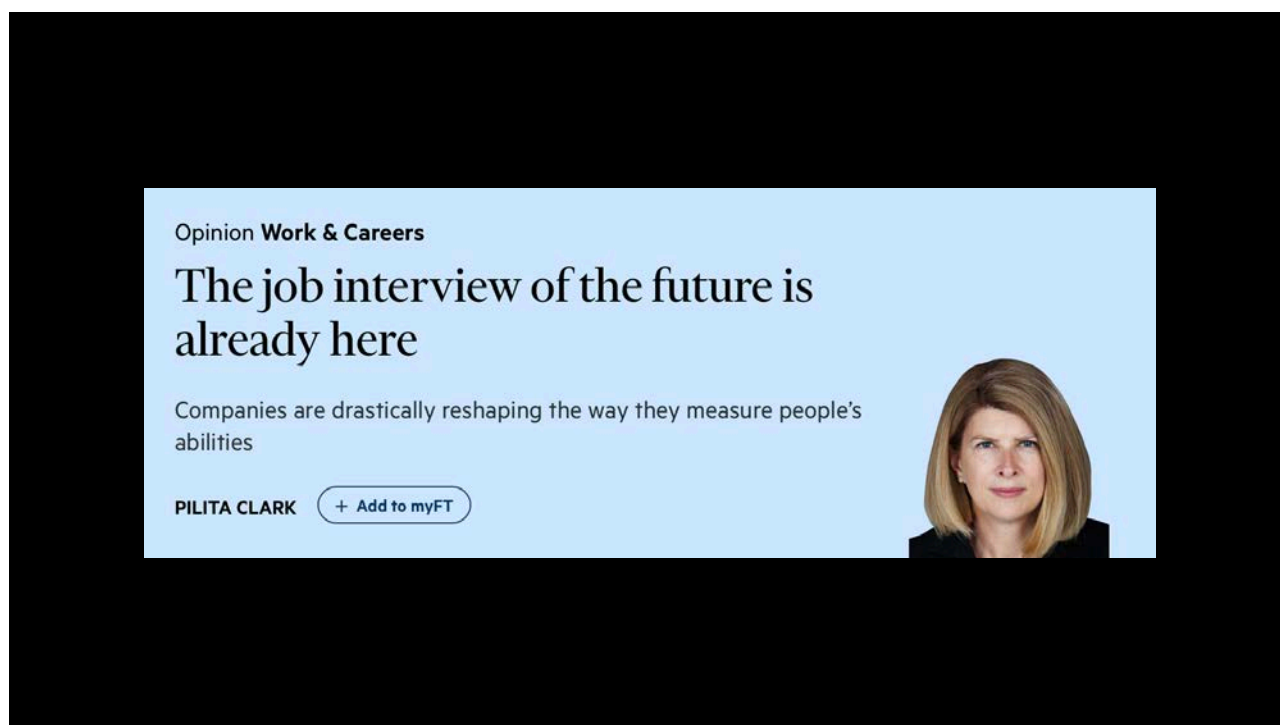 Opinion Work & Careers
The job interview of the future is
already here
Companies are drastically reshaping the way they measure people’s
abilities
PILITA CLARK + Add to myFT